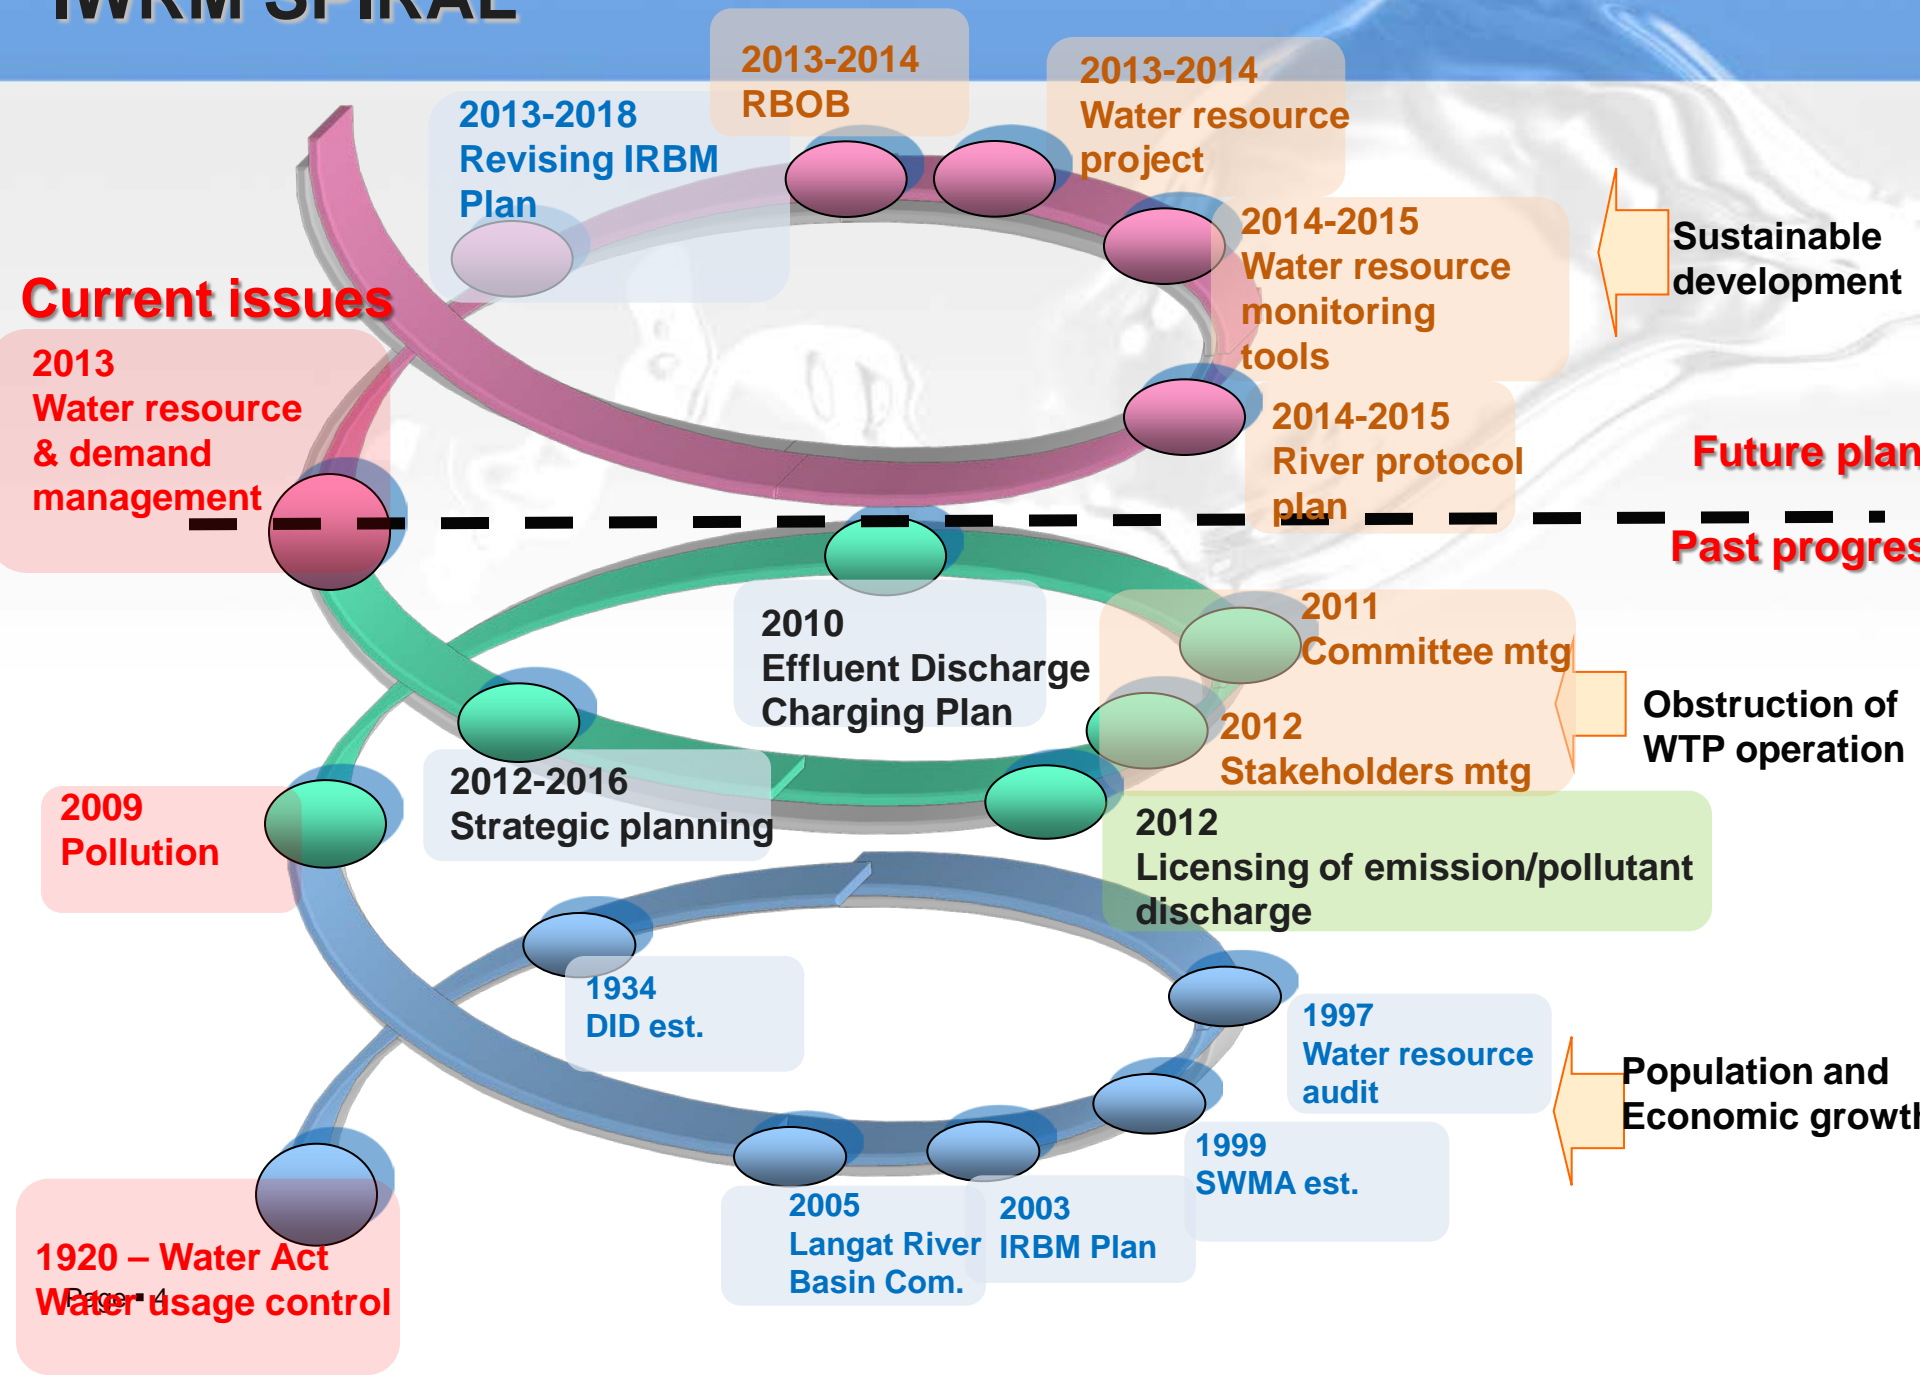 IWRM SPIRAL
2013-2014
RBOB
2013-2014
Water resource
project
2013-2018
Revising IRBM
Plan
2014-2015
Water resource
monitoring
tools
Sustainable
development
Current issues
2013
Water resource
& demand
management
2014-2015
River protocol
plan
Future plan
Past progres
2010
Effluent Discharge
Charging Plan
2011
Committee mtg
2012
Stakeholders mtg
Obstruction of
WTP operation
2012-2016
Strategic planning
2009
Pollution
2012
Licensing of emission/pollutant
discharge
1934
DID est.
1997
Water resource
audit
Population and
Economic growth
1999
SWMA est.
2005
Langat River
Basin Com.
2003
IRBM Plan
1920 – Water Act
Water usage control
Page ▪ 4